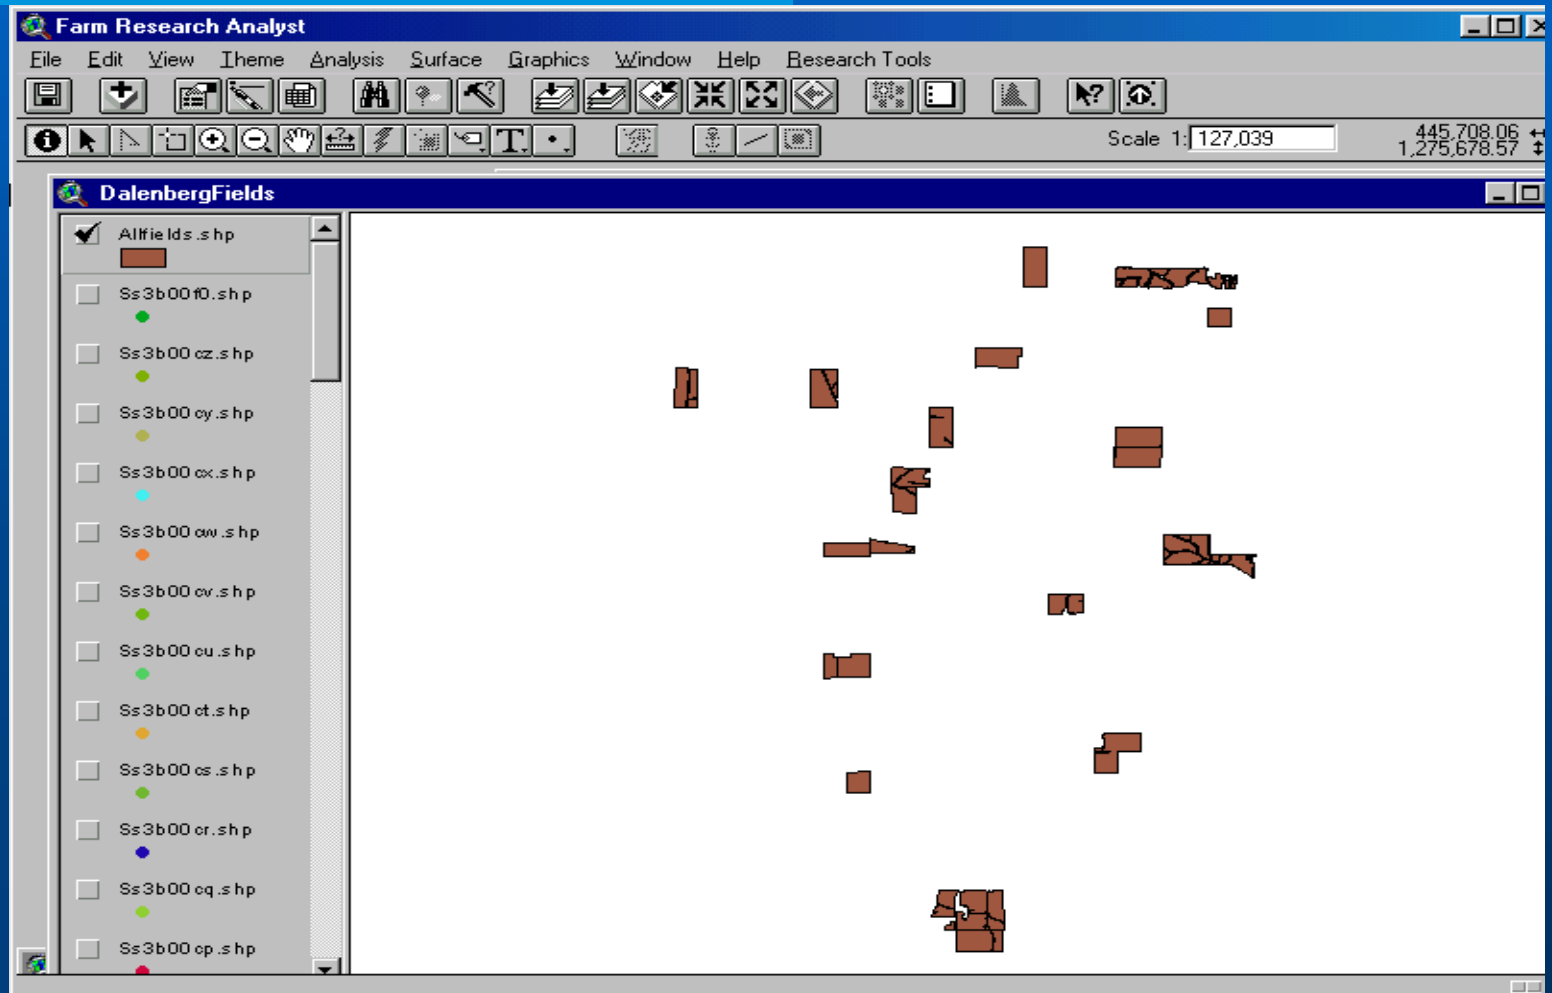 Farm Research Analyst
File Edit View Theme Analysis Surface Graphics Window Help Research Tools
Scale 1: 127,039
445,708.06
1,275,678.57
DalenbergFields
Allfields.shp
Ss3b00f0.shp
Ss3b00cz.shp
Ss3b00cy.shp
Ss3b00cx.shp
Ss3b00cw.shp
Ss3b00cv.shp
Ss3b00cu.shp
Ss3b00ct.shp
Ss3b00cs.shp
Ss3b00cr.shp
Ss3b00cq.shp
Ss3b00cp.shp